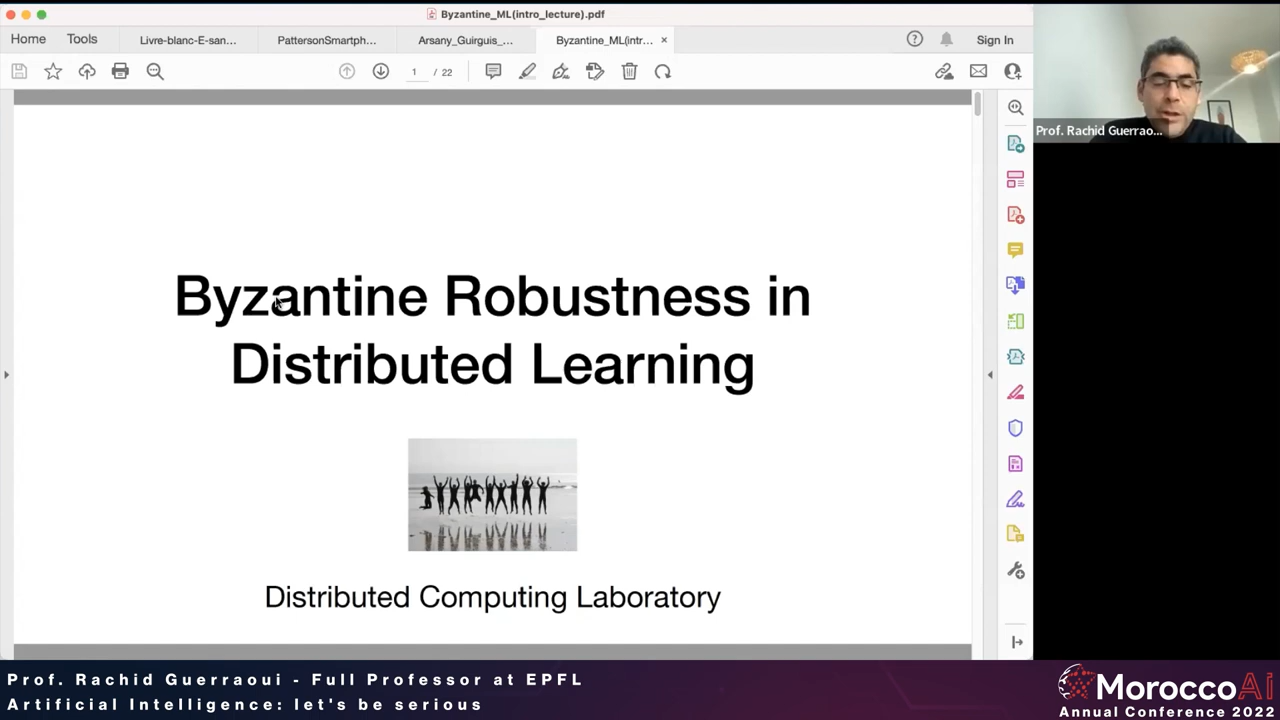 Byzantine_ML(intro_lecture).pdf
Home
Tools
Livre-blanc-E-san...
PattersonSmartph...
Arsany_Guirguis_...
Byzantine_ML(intr...
Sign In
1 / 22
Prof. Rachid Guerrao...
Byzantine Robustness in
Distributed Learning
Distributed Computing Laboratory
Prof. Rachid Guerraoui - Full Professor at EPFL
Artificial Intelligence: let's be serious
MoroccoAi
Annual Conference 2022